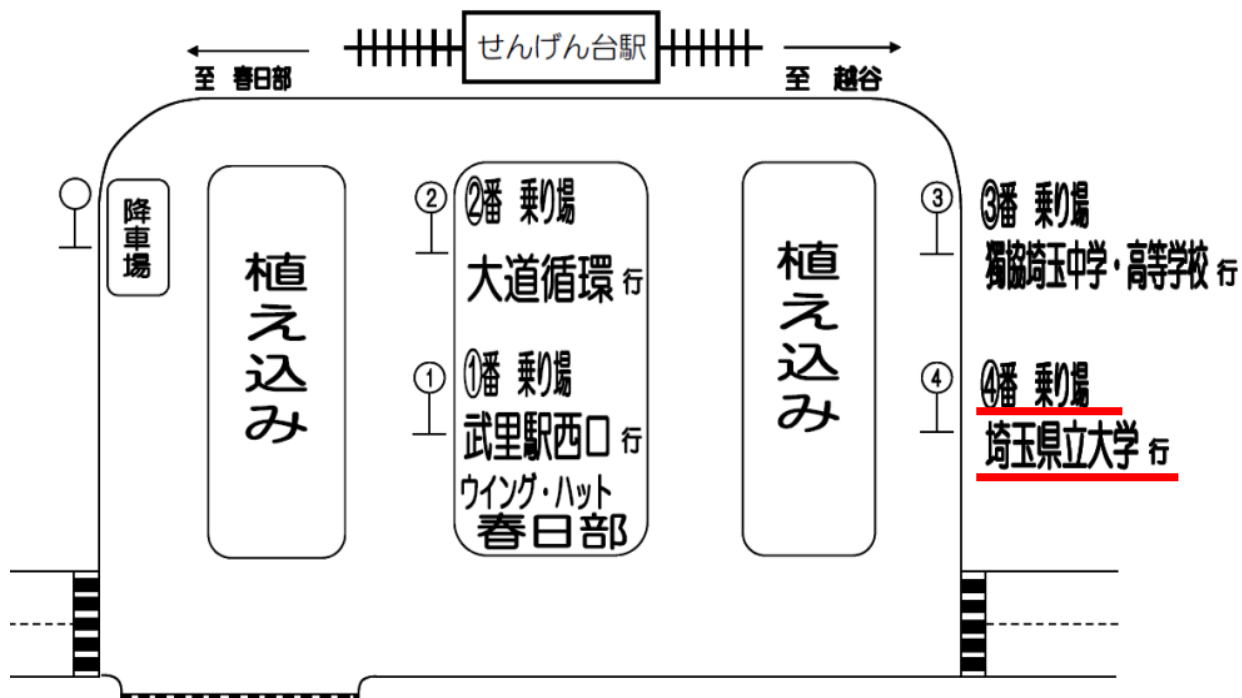 せんげん台駅
至 春日部
至 越谷
降車場
植え込み
②
②番 乗り場
大道循環 行
①
①番 乗り場
武里駅西口 行
ウイング・ハット
春日部
植え込み
③
③番 乗り場
獨協埼玉中学・高等学校 行
④
④番 乗り場
埼玉県立大学 行